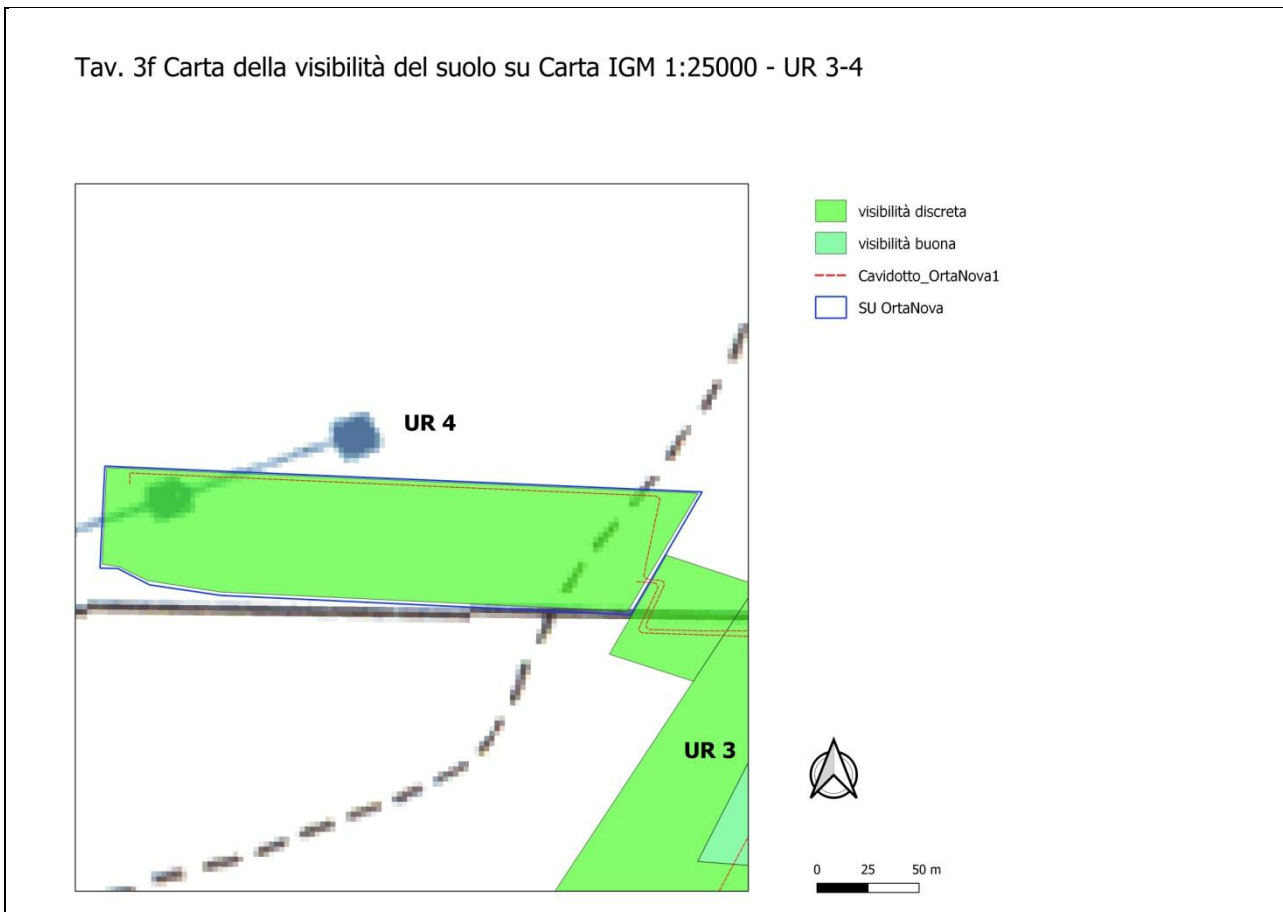 Tav. 3f Carta della visibilità del suolo su Carta IGM 1:25000 - UR 3-4
visibilità discreta
visibilità buona
Cavidotto_OrtaNova1
SU OrtaNova
UR 4
UR 3
0 25 50 m